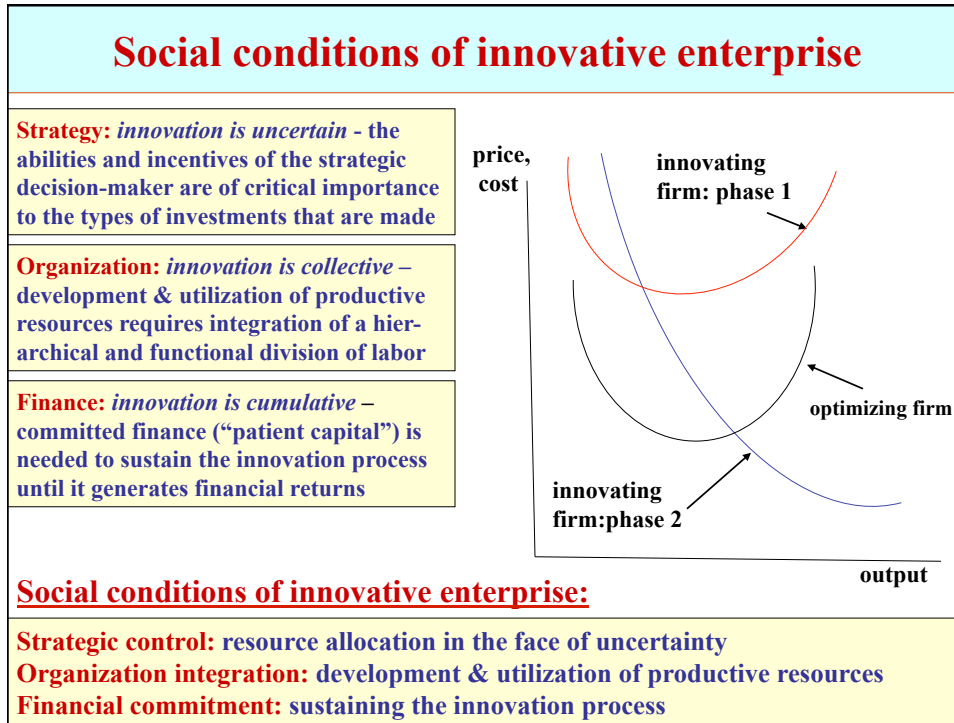 Social conditions of innovative enterprise
Strategy: innovation is uncertain - the
abilities and incentives of the strategic
decision-maker are of critical importance
to the types of investments that are made
Organization: innovation is collective –
development & utilization of productive
resources requires integration of a hier-
archical and functional division of labor
Finance: innovation is cumulative –
committed finance (“patient capital”) is
needed to sustain the innovation process
until it generates financial returns
price,
cost
innovating
firm: phase 1
optimizing firm
innovating
firm:phase 2
output
Social conditions of innovative enterprise:
Strategic control: resource allocation in the face of uncertainty
Organization integration: development & utilization of productive resources
Financial commitment: sustaining the innovation process